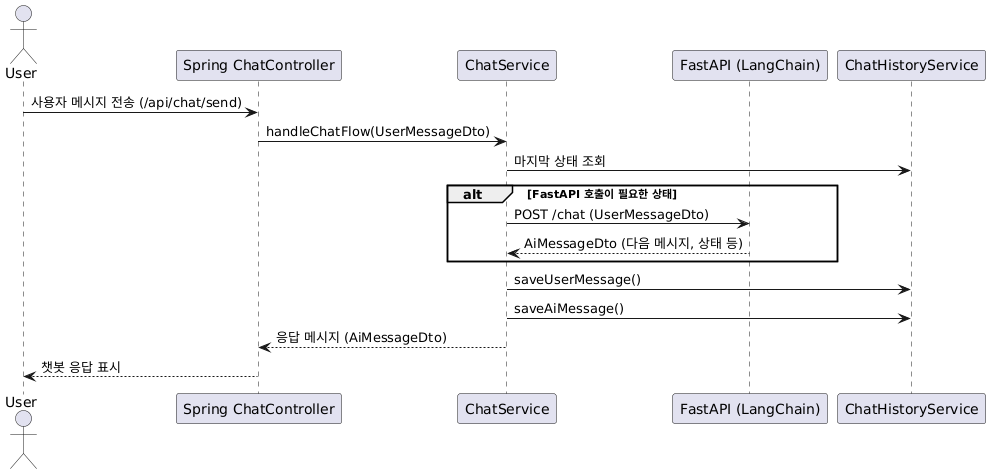 User
Spring ChatController
ChatService
FastAPI (LangChain)
ChatHistoryService
사용자 메시지 전송 (/api/chat/send)
handleChatFlow(UserMessageDto)
마지막 상태 조회
alt
[FastAPI 호출이 필요한 상태]
POST /chat (UserMessageDto)
AiMessageDto (다음 메시지, 상태 등)
saveUserMessage()
saveAiMessage()
응답 메시지 (AiMessageDto)
챗봇 응답 표시
User
Spring ChatController
ChatService
FastAPI (LangChain)
ChatHistoryService